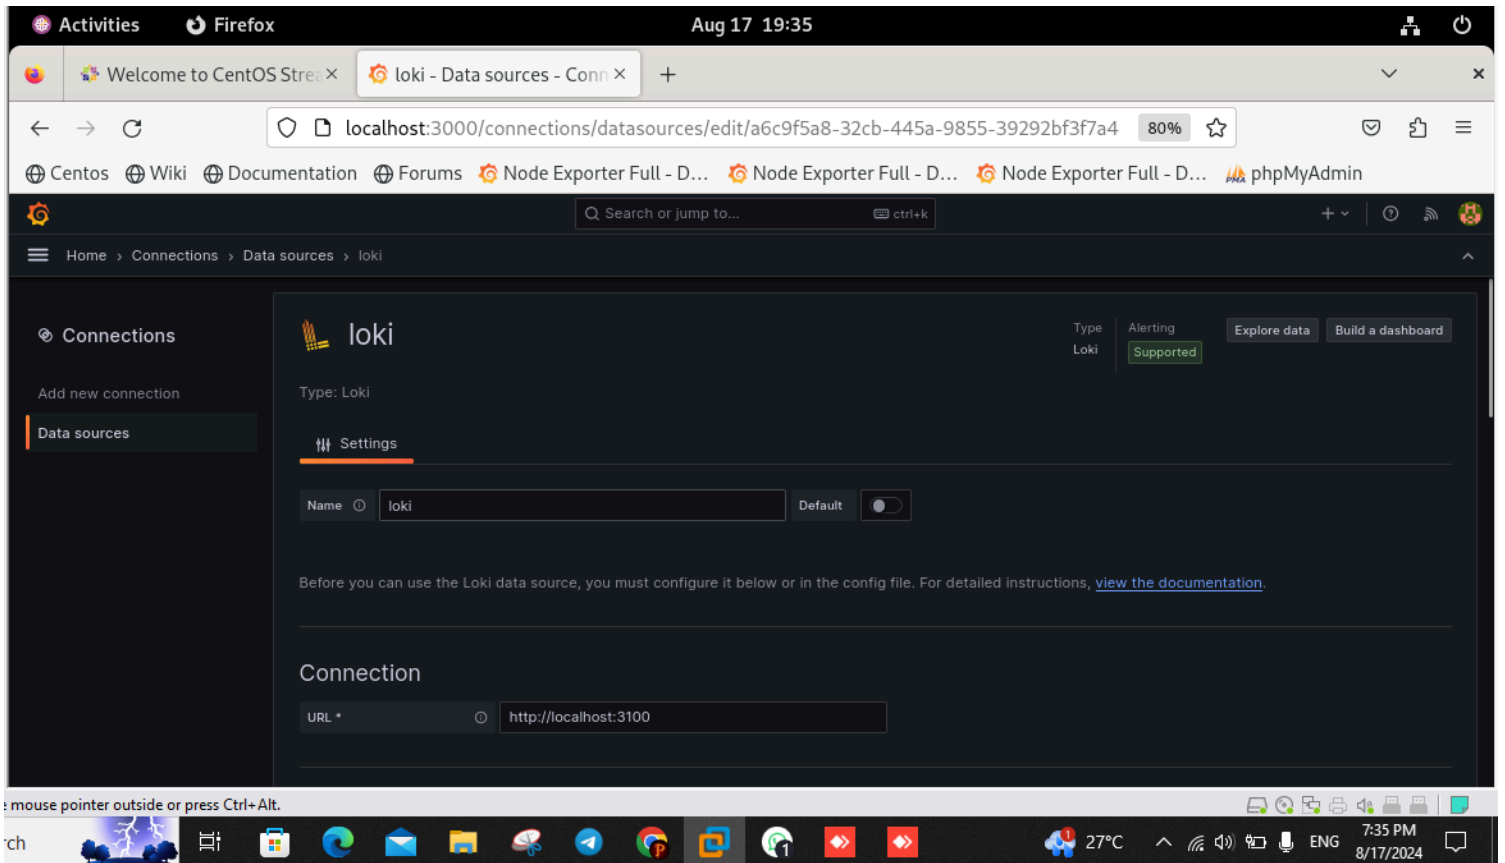 Activities Firefox Aug 17 19:35
Welcome to CentOS Strea loki - Data sources - Conn
localhost:3000/connections/datasources/edit/a6c9f5a8-32cb-445a-9855-39292bf3f7a4 80%
Centos Wiki Documentation Forums Node Exporter Full - D... Node Exporter Full - D... Node Exporter Full - D... phpMyAdmin
Search or jump to... ctrl+k
Home › Connections › Data sources › loki
Connections
Add new connection
Data sources
loki
Type
Loki
Alerting
Supported
Explore data Build a dashboard
Type: Loki
Settings
Name loki Default
Before you can use the Loki data source, you must configure it below or in the config file. For detailed instructions, view the documentation.
Connection
URL * http://localhost:3100
mouse pointer outside or press Ctrl+Alt.
rch 1 27°C ENG 7:35 PM
8/17/2024